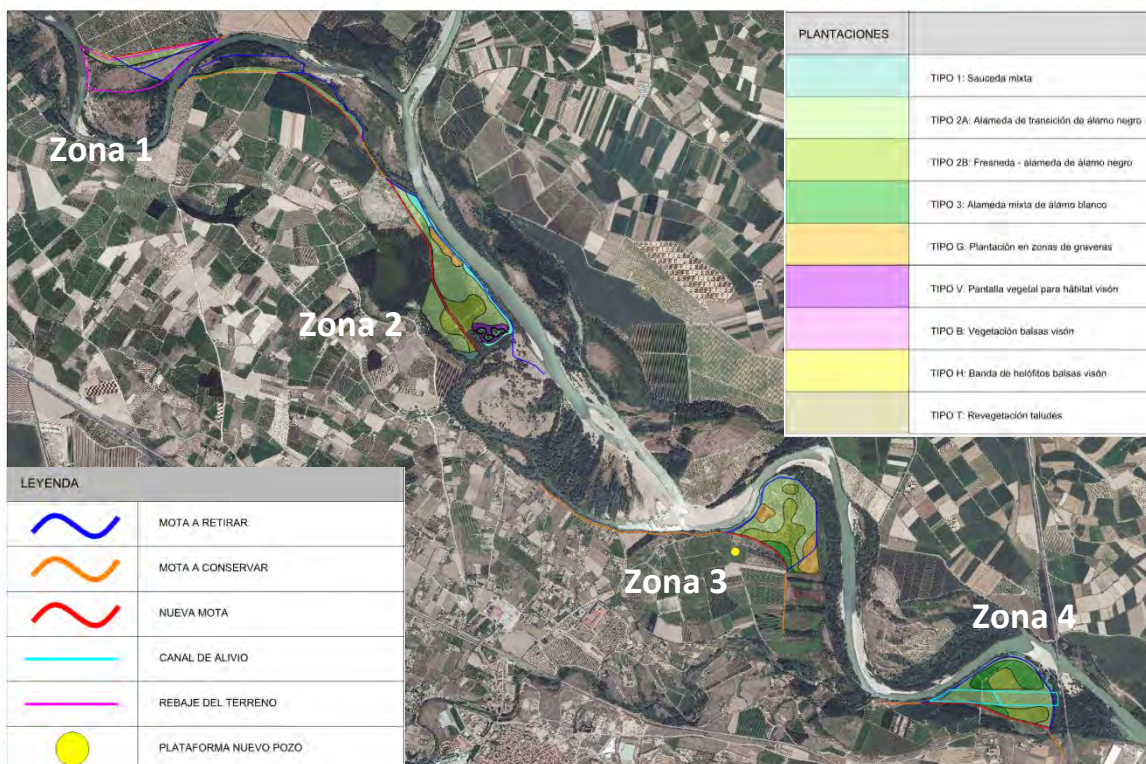 Zona 1
Zona 2
Zona 3
Zona 4
PLANTACIONES
TIPO 1: Sauceda mixta
TIPO 2A: Alameda de transición de álamo negro
TIPO 2B: Fresneda - alameda de álamo negro
TIPO 3: Alameda mixta de álamo blanco
TIPO G: Plantación en zonas de graveras
TIPO V: Pantalla vegetal para hábitat visón
TIPO B: Vegetación balsas visón
TIPO H: Banda de helófitos balsas visón
TIPO T: Revegetación taludes
LEYENDA
MOTA A RETIRAR
MOTA A CONSERVAR
NUEVA MOTA
CANAL DE ALIVIO
REBAJE DEL TERRENO
PLATAFORMA NUEVO POZO